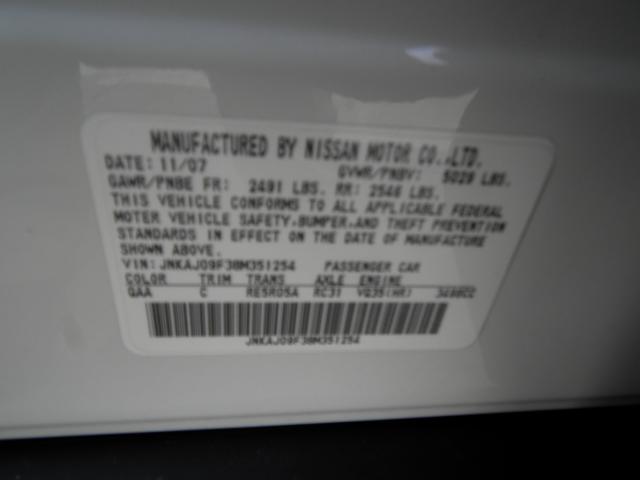 MANUFACTURED BY NISSAN MOTOR CO.,LTD.
DATE: 11/07 GVWR/PNBV: 5029 LBS.
GAWR/PNBE FR: 2491 LBS. RR: 2546 LBS.
THIS VEHICLE CONFORMS TO ALL APPLICABLE FEDERAL
MOTER VEHICLE SAFETY,BUMPER,AND THEFT PREVENTION
STANDARDS IN EFFECT ON THE DATE OF MANUFACTURE
SHOWN ABOVE.
VIN:JNKAJ09F38M351254 PASSENGER CAR
COLOR TRIM TRANS AXLE ENGINE
QAA C RE5R05A RC31 VQ35(HR) 3498CC
JNKAJ09F38M351254